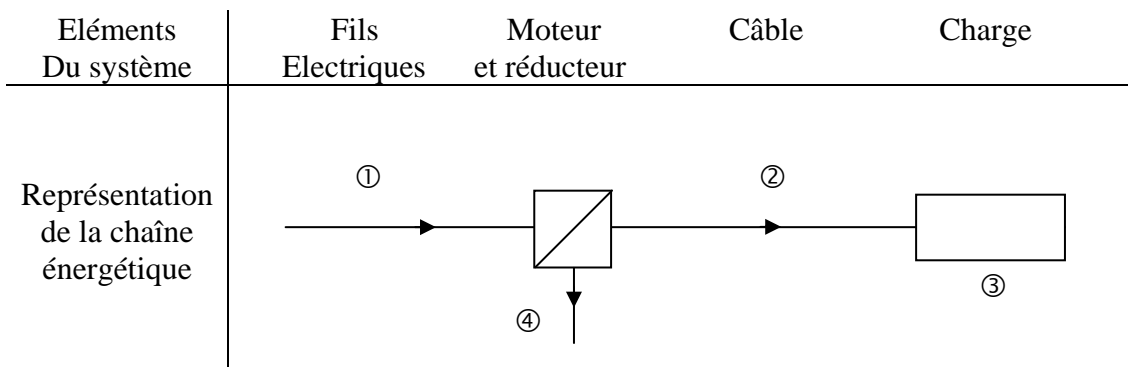 Eléments
Du système
Fils
Electriques
Moteur
et réducteur
Câble
Charge
Représentation
de la chaîne
énergétique
①
②
③
④